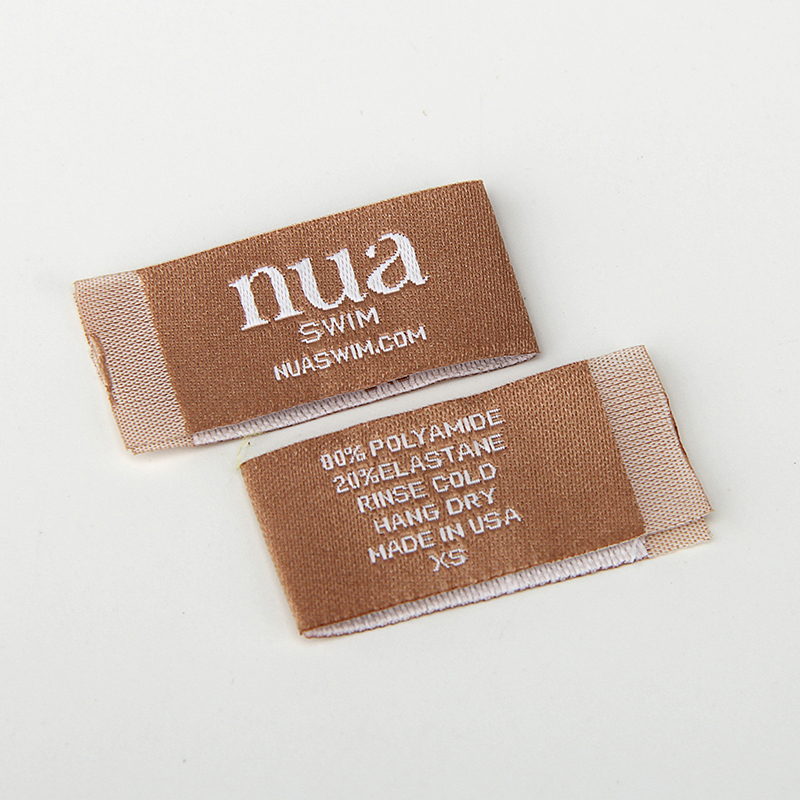 nua
SWIM
NUASWIM.COM
80% POLYAMIDE
20% ELASTANE
RINSE COLD
HANG DRY
MADE IN USA
XS